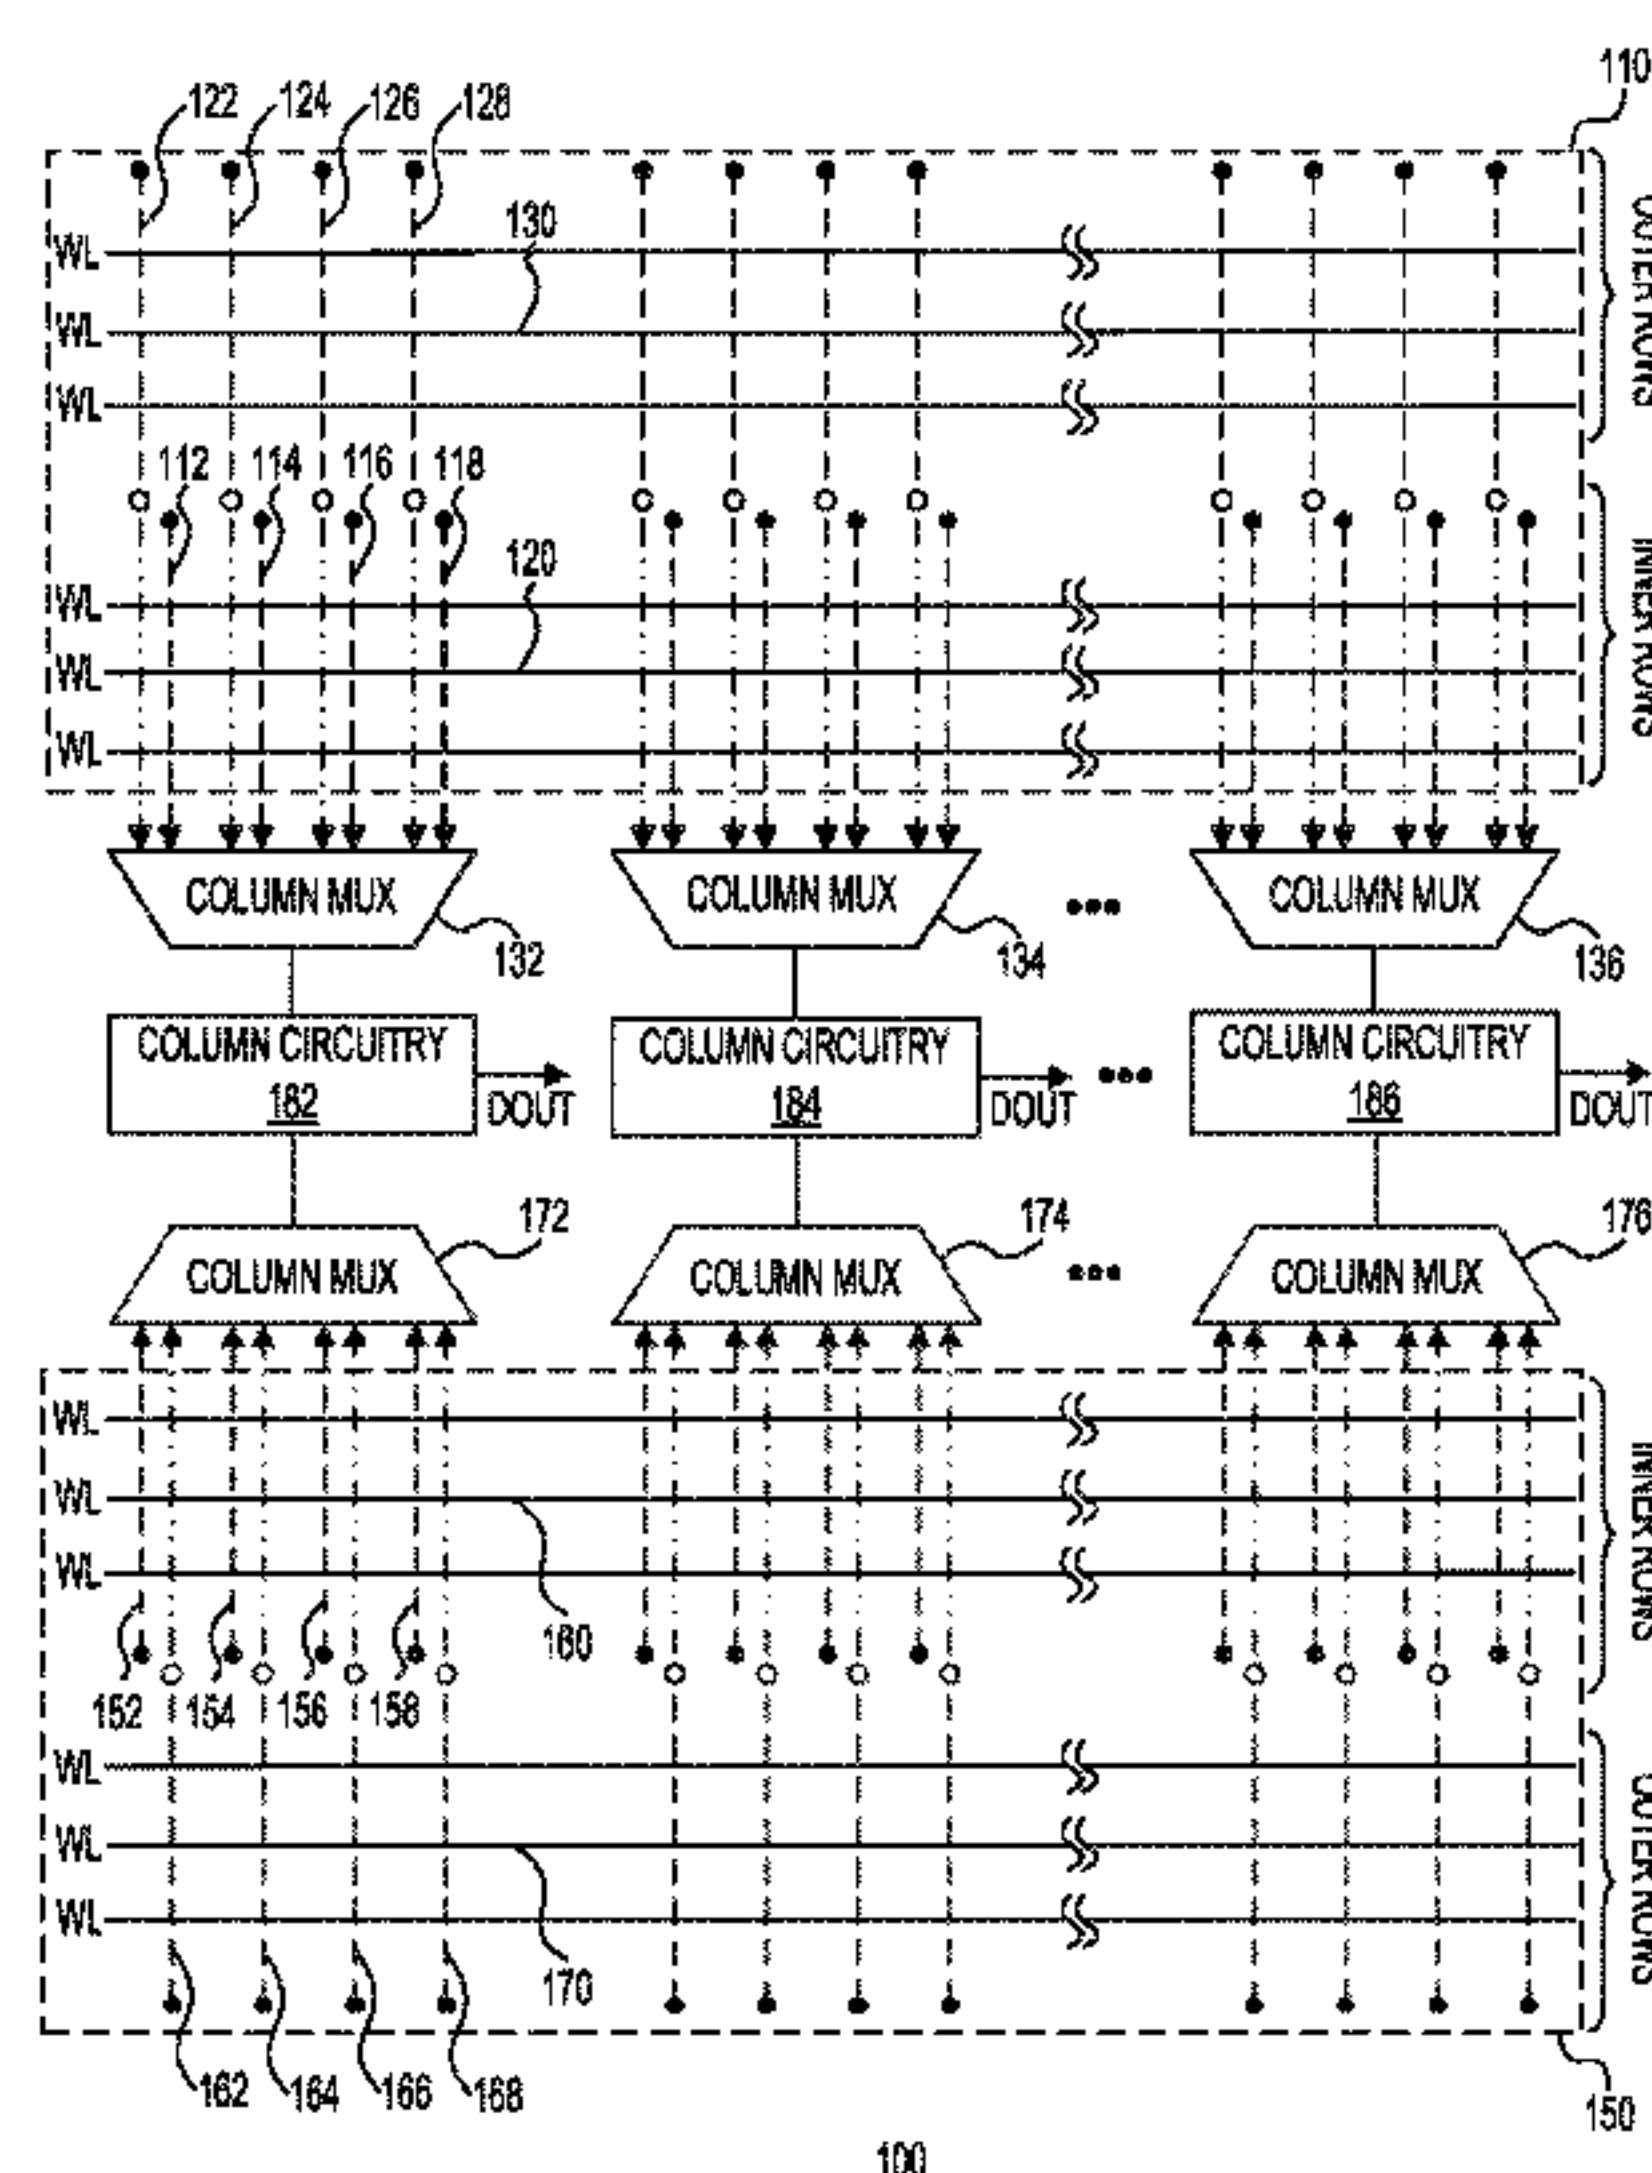 110
122 124 126 128
130
WL
WL
WL
OUTER ROWS
112 114 116 118
120
WL
WL
WL
INNER ROWS
COLUMN MUX COLUMN MUX COLUMN MUX
132 134 136
COLUMN CIRCUITRY COLUMN CIRCUITRY COLUMN CIRCUITRY
182 184 186
DOUT DOUT DOUT
172 174 176
COLUMN MUX COLUMN MUX COLUMN MUX
WL
WL
WL
INNER ROWS
160
152 154 156 158
WL
WL
WL
OUTER ROWS
170
162 164 166 168
150
100